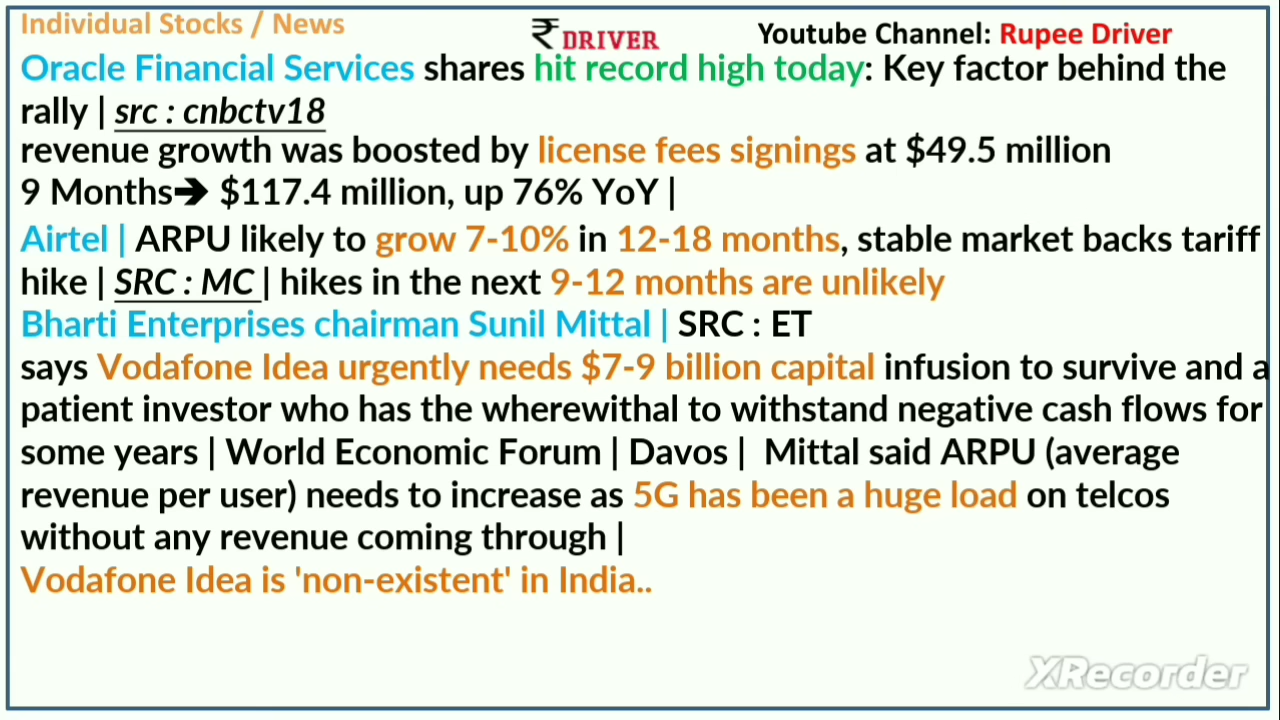 Individual Stocks / News
₹ DRIVER
Youtube Channel: Rupee Driver
Oracle Financial Services shares hit record high today: Key factor behind the
rally | src : cnbctv18
revenue growth was boosted by license fees signings at $49.5 million
9 Months➔ $117.4 million, up 76% YoY |
Airtel | ARPU likely to grow 7-10% in 12-18 months, stable market backs tariff
hike | SRC : MC | hikes in the next 9-12 months are unlikely
Bharti Enterprises chairman Sunil Mittal | SRC : ET
says Vodafone Idea urgently needs $7-9 billion capital infusion to survive and a
patient investor who has the wherewithal to withstand negative cash flows for
some years | World Economic Forum | Davos | Mittal said ARPU (average
revenue per user) needs to increase as 5G has been a huge load on telcos
without any revenue coming through |
Vodafone Idea is 'non-existent' in India..
XRecorder